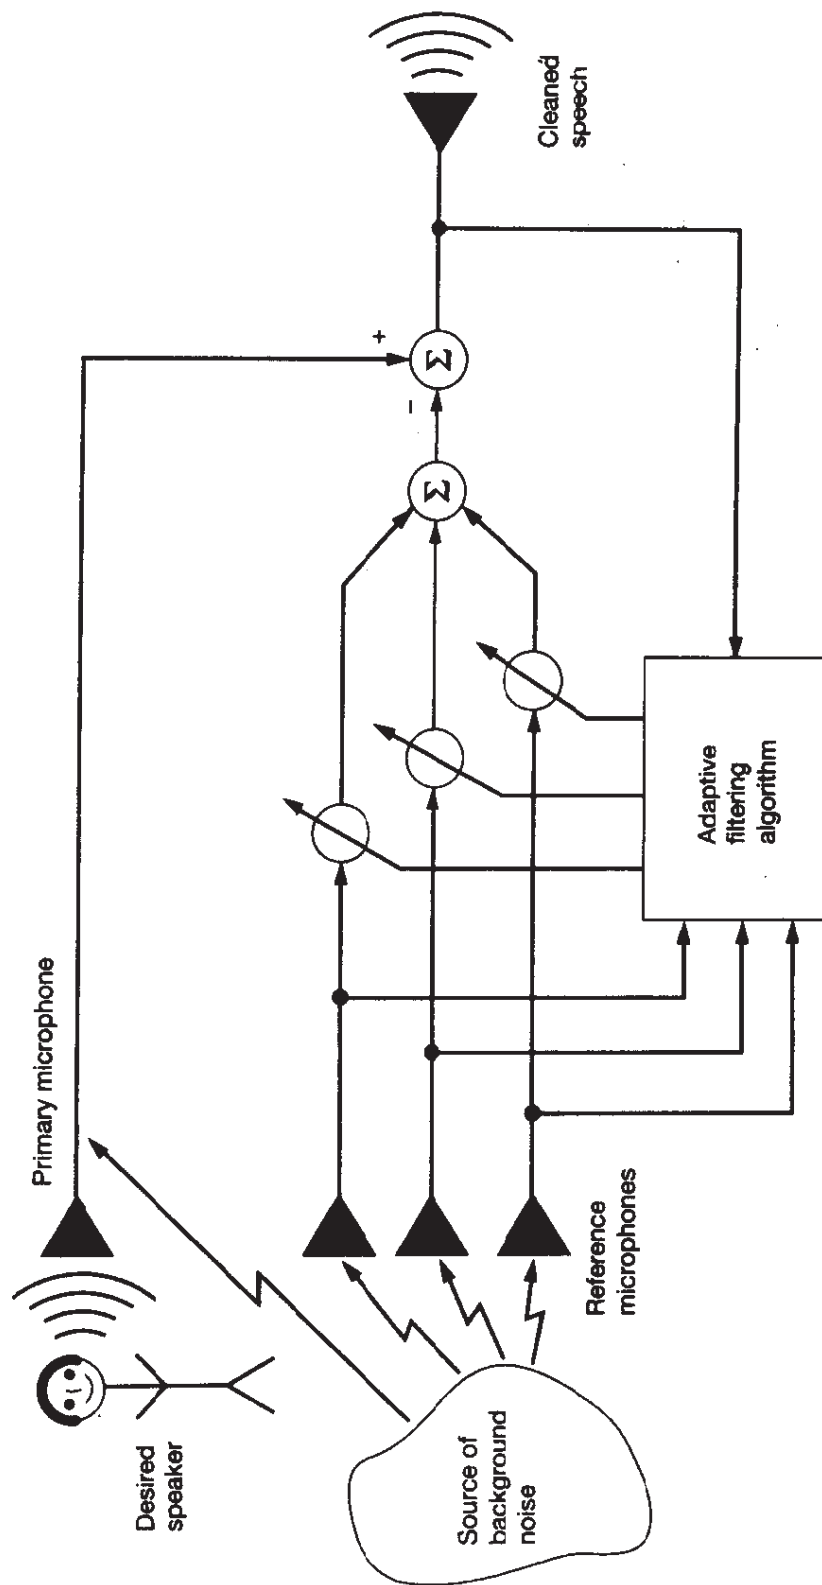 Desired
speaker
Primary microphone
Source of
background
noise
Reference
microphones
Adaptive
filtering
algorithm
Σ
Σ
+
−
Cleaned
speech